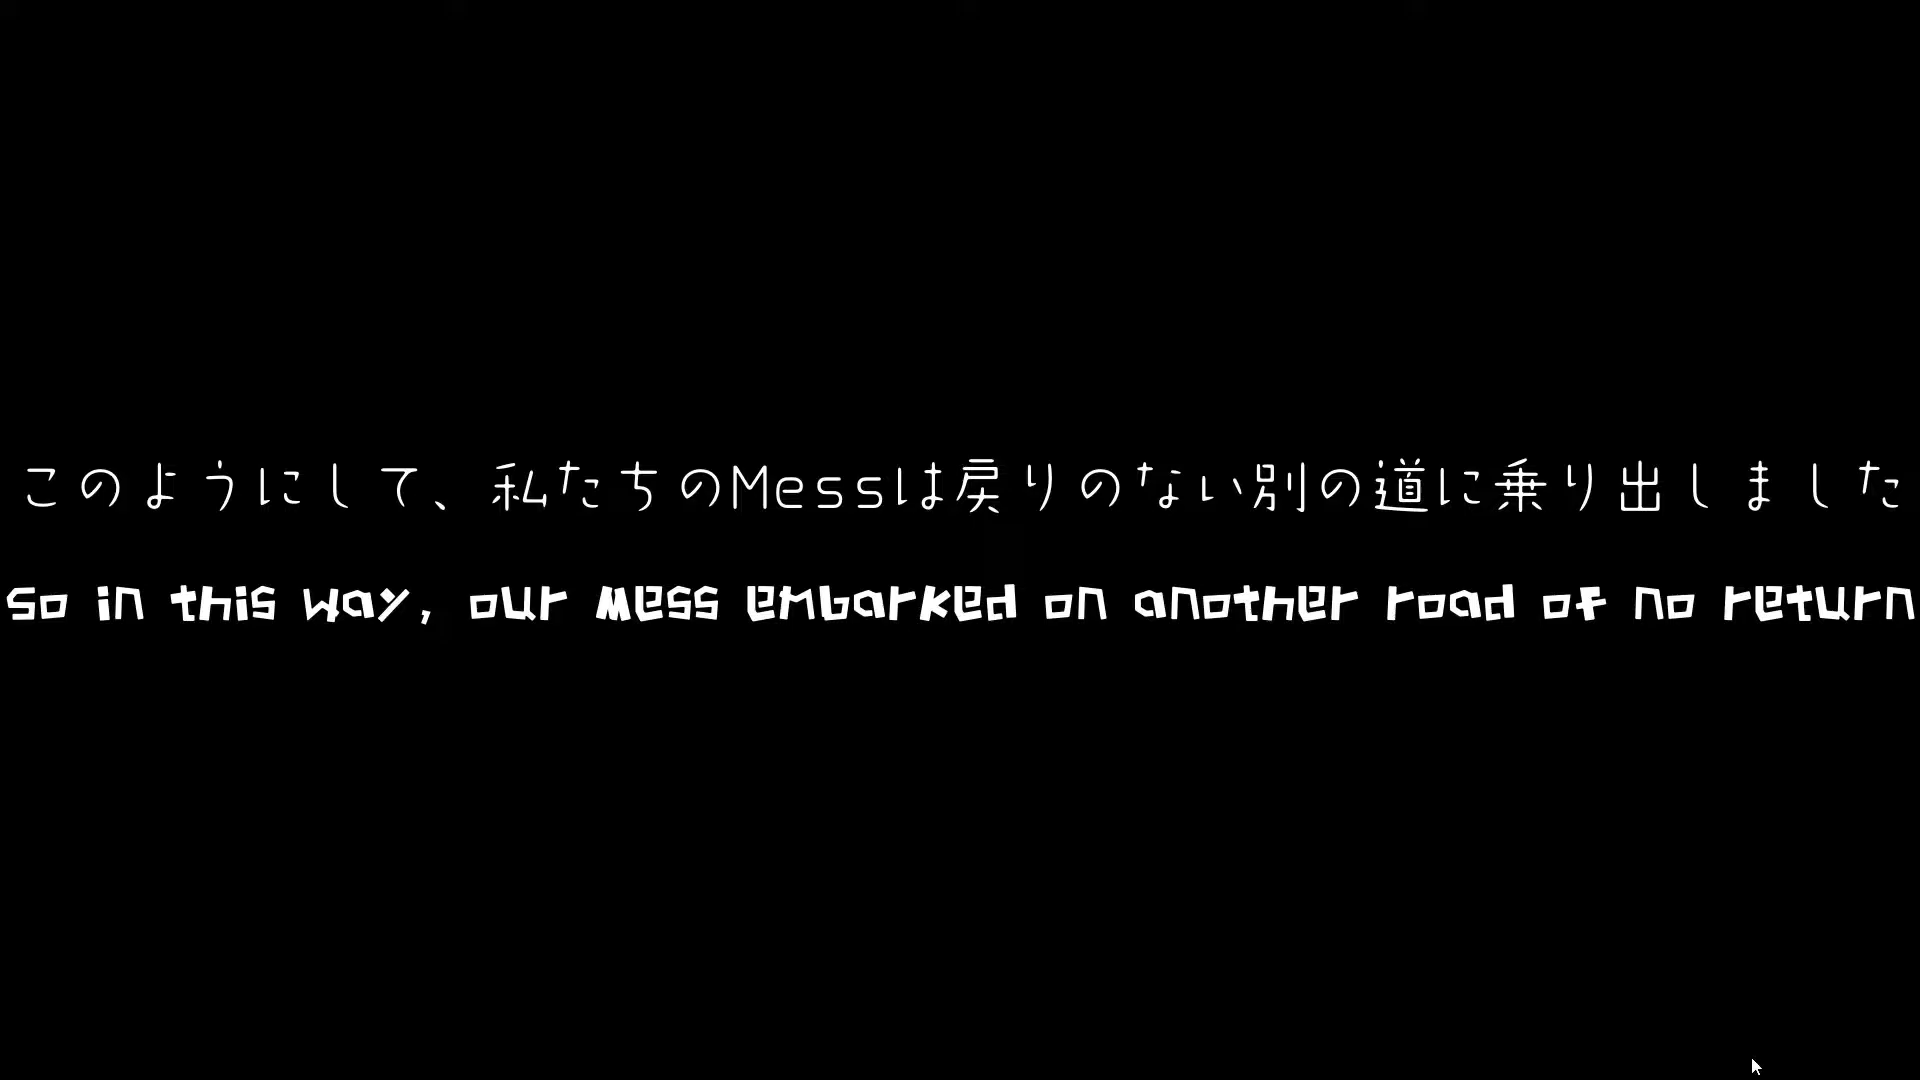 このようにして、私たちのMessは戻りのない別の道に乗り出しました
so in this way, our Mess embarked on another road of no return